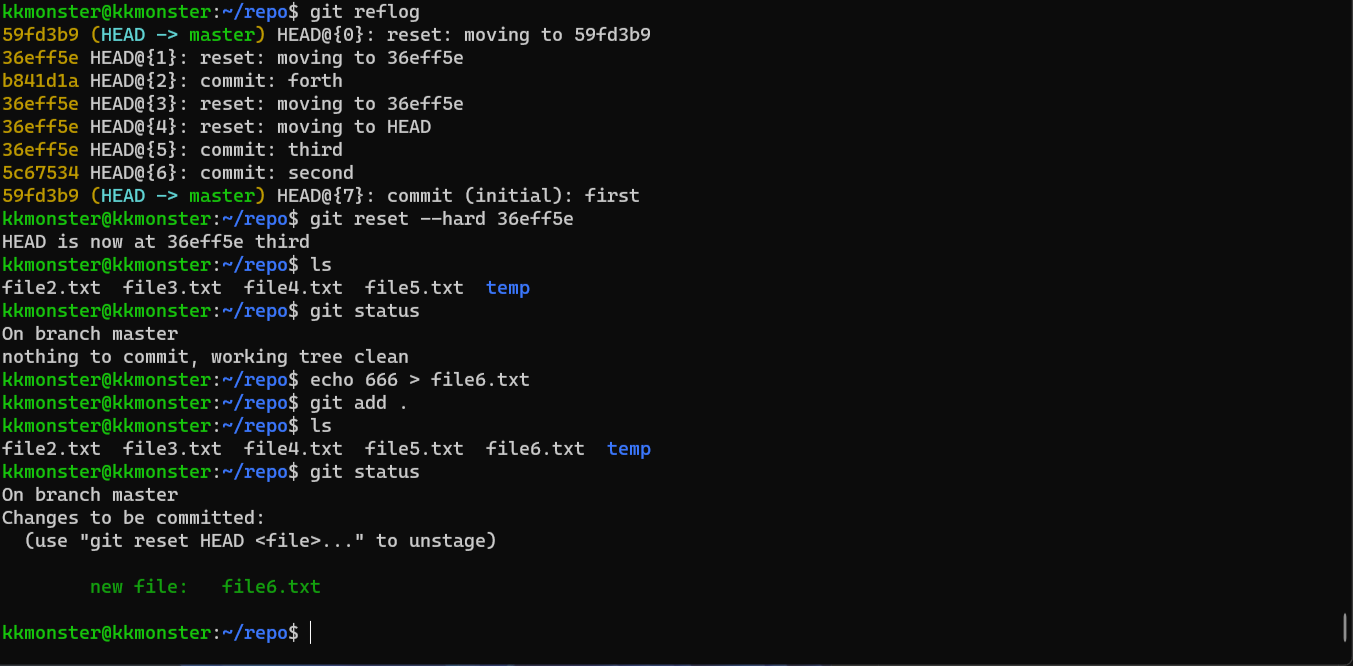 kkmonster@kkmonster:~/repo$ git reflog
59fd3b9 (HEAD -> master) HEAD@{0}: reset: moving to 59fd3b9
36eff5e HEAD@{1}: reset: moving to 36eff5e
b841d1a HEAD@{2}: commit: forth
36eff5e HEAD@{3}: reset: moving to 36eff5e
36eff5e HEAD@{4}: reset: moving to HEAD
36eff5e HEAD@{5}: commit: third
5c67534 HEAD@{6}: commit: second
59fd3b9 (HEAD -> master) HEAD@{7}: commit (initial): first
kkmonster@kkmonster:~/repo$ git reset --hard 36eff5e
HEAD is now at 36eff5e third
kkmonster@kkmonster:~/repo$ ls
file2.txt  file3.txt  file4.txt  file5.txt  temp
kkmonster@kkmonster:~/repo$ git status
On branch master
nothing to commit, working tree clean
kkmonster@kkmonster:~/repo$ echo 666 > file6.txt
kkmonster@kkmonster:~/repo$ git add .
kkmonster@kkmonster:~/repo$ ls
file2.txt  file3.txt  file4.txt  file5.txt  file6.txt  temp
kkmonster@kkmonster:~/repo$ git status
On branch master
Changes to be committed:
  (use "git reset HEAD <file>..." to unstage)
        new file:   file6.txt
kkmonster@kkmonster:~/repo$